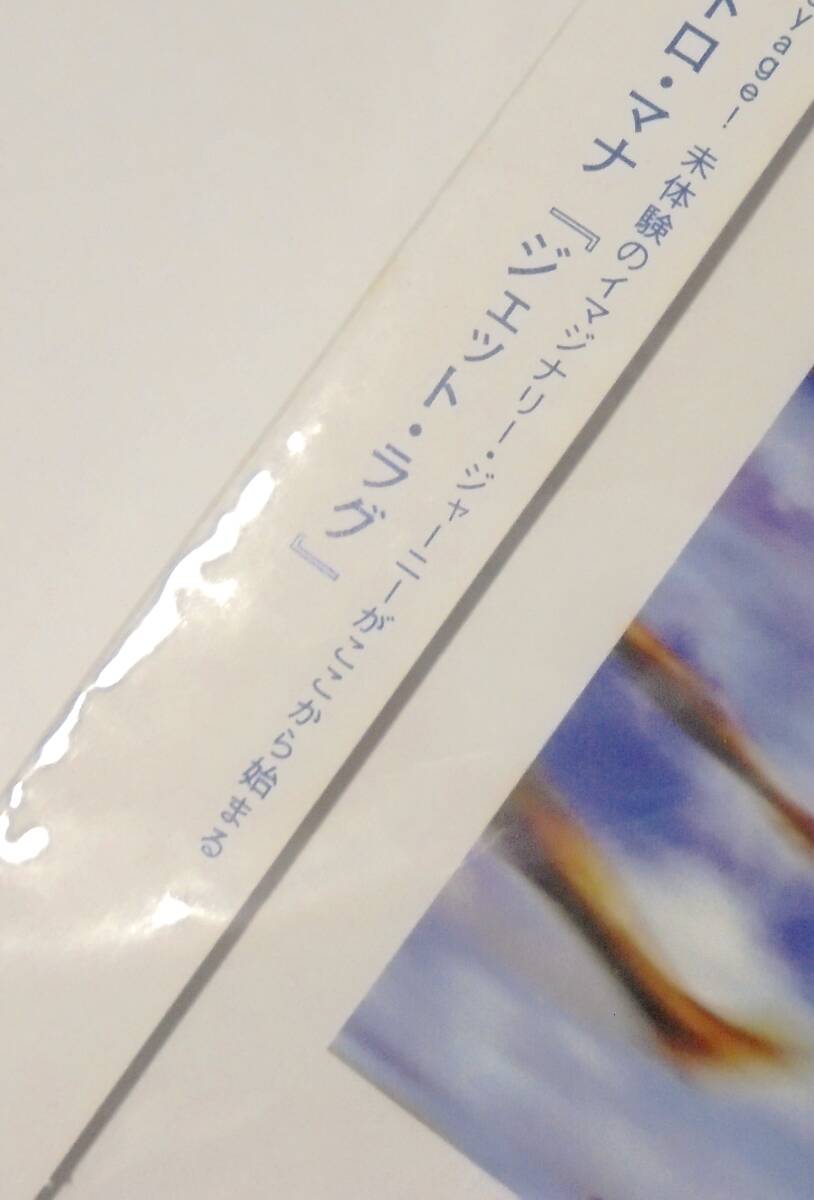 yage! 未体験のイマジナリー・ジャーニーがここから始まる
トロ・マナ『ジェット・ラグ』